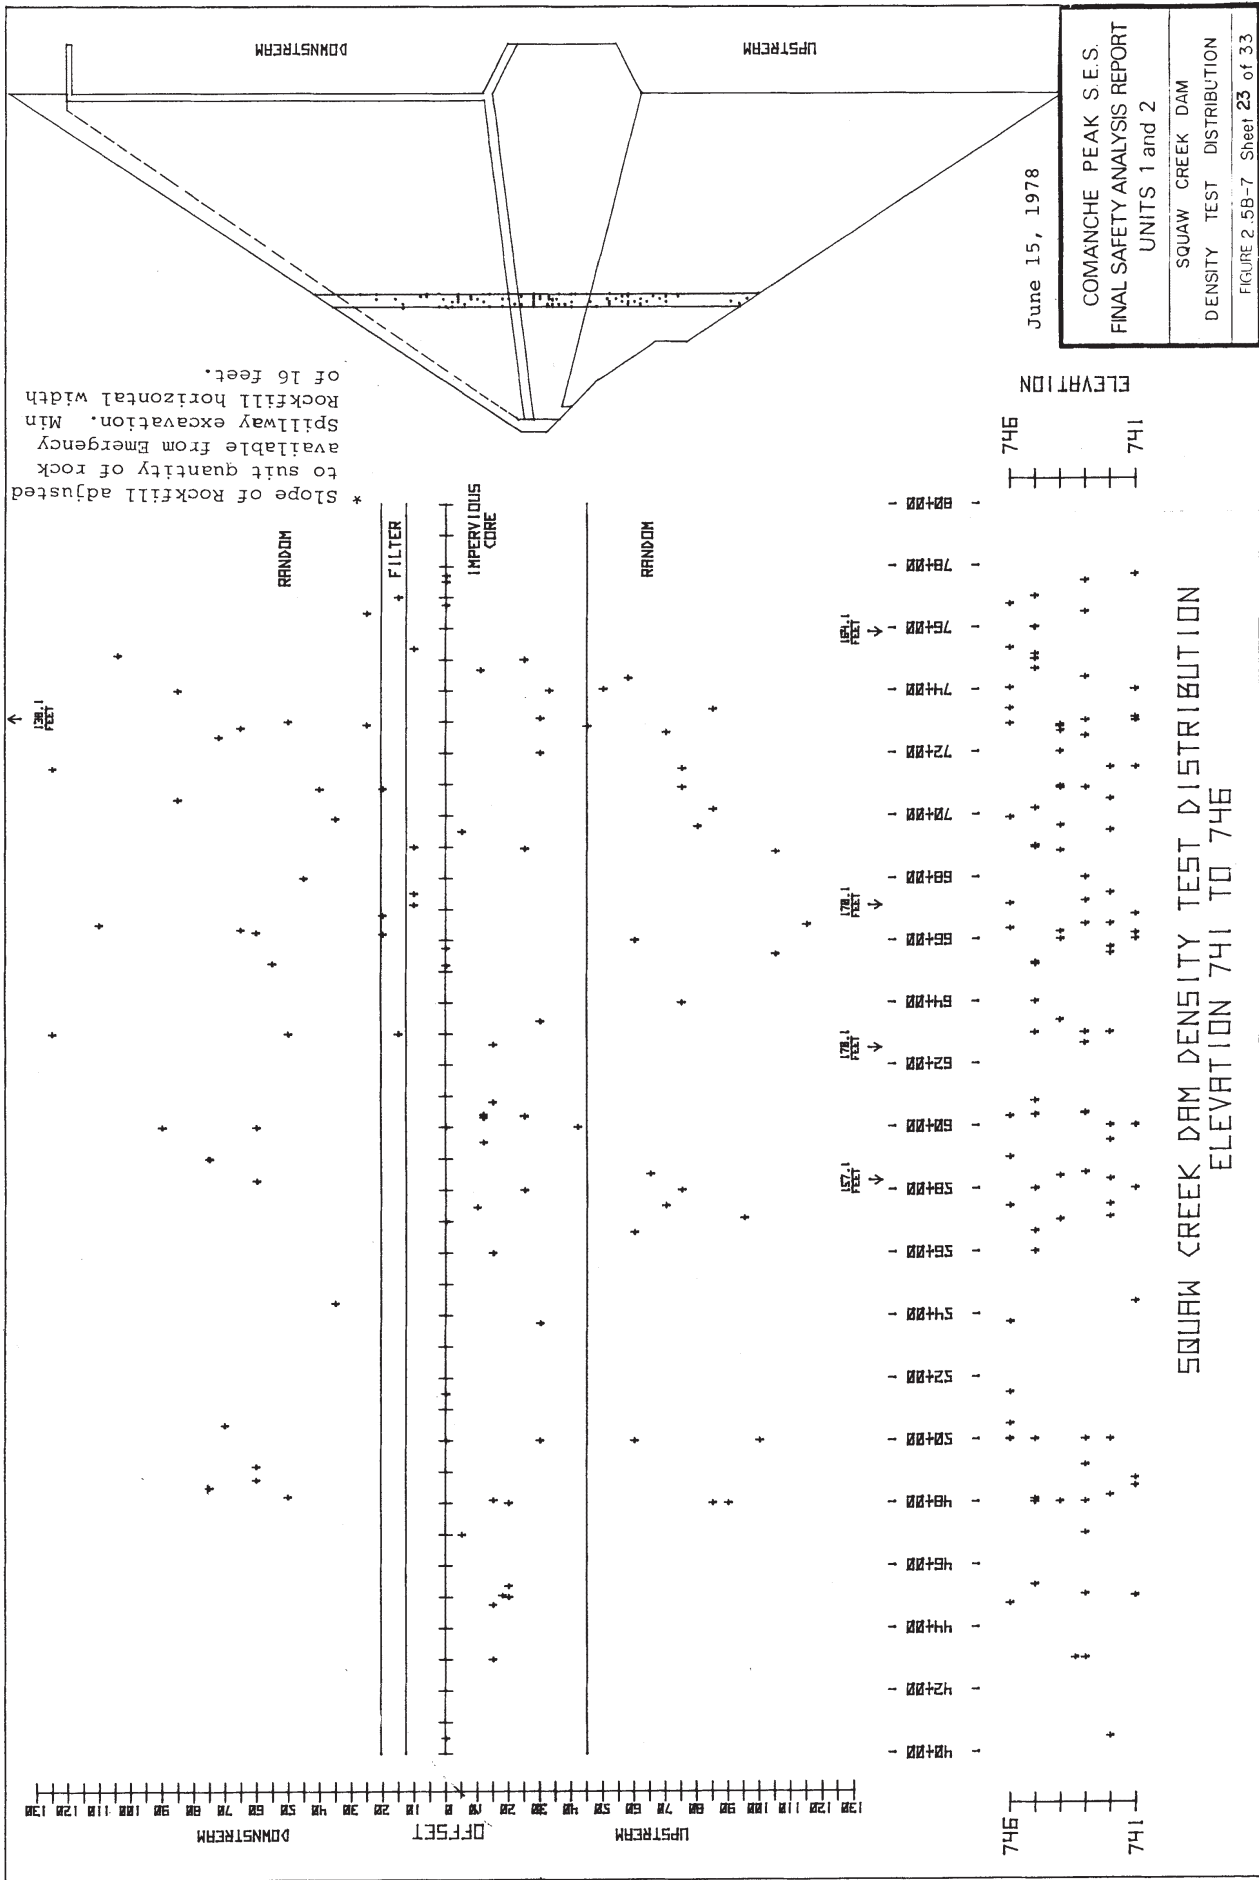 DOWNSTREAM
UPSTREAM
* Slope of Rockfill adjusted
to suit quantity of rock
available from Emergency
Spillway excavation. Min
Rockfill horizontal width
of 16 feet.
June 15, 1978
COMANCHE PEAK S.E.S.
FINAL SAFETY ANALYSIS REPORT
UNITS 1 and 2
SQUAW CREEK DAM
DENSITY TEST DISTRIBUTION
FIGURE 2.5B-7 Sheet 23 of 33
DOWNSTREAM
OFFSET
UPSTREAM
130 120 110 100 90 80 70 60 50 40 30 20 10 0 10 20 30 40 50 60 70 80 90 100 110 120 130
138.1
FEET
RANDOM
FILTER
IMPERVIOUS
CORE
RANDOM
157.1
FEET
178.1
FEET
178.1
FEET
164.1
FEET
40+00 42+00 44+00 46+00 48+00 50+00 52+00 54+00 56+00 58+00 60+00 62+00 64+00 66+00 68+00 70+00 72+00 74+00 76+00 78+00 80+00
746
741
746
741
ELEVATION
SQUAW CREEK DAM DENSITY TEST DISTRIBUTION
ELEVATION 741 TO 746